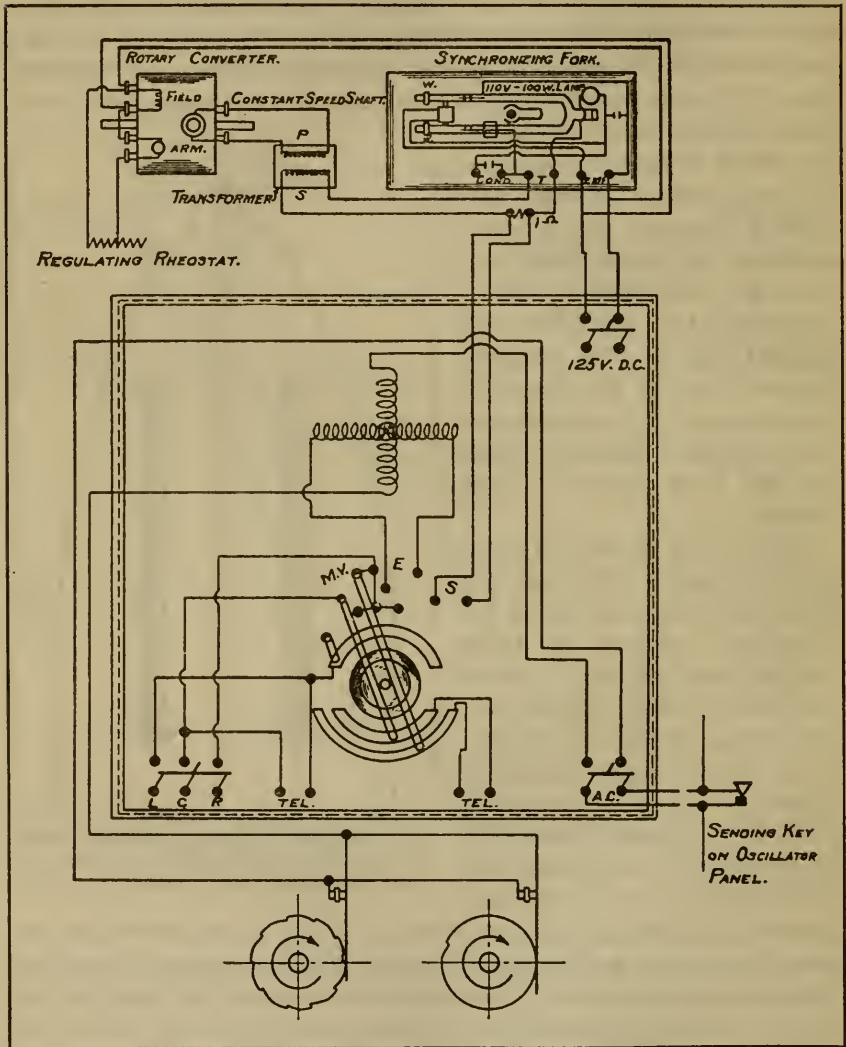 ROTARY CONVERTER.
SYNCHRONIZING FORK.
FIELD
ARM.
CONSTANT SPEED SHAFT.
P
S
TRANSFORMER
W.
110V-100W. LAMP
COND.
T
1Ω
REGULATING RHEOSTAT.
125V. D.C.
E
S
L C R
TEL.
TEL.
A.C.
SENDING KEY
ON OSCILLATOR
PANEL.